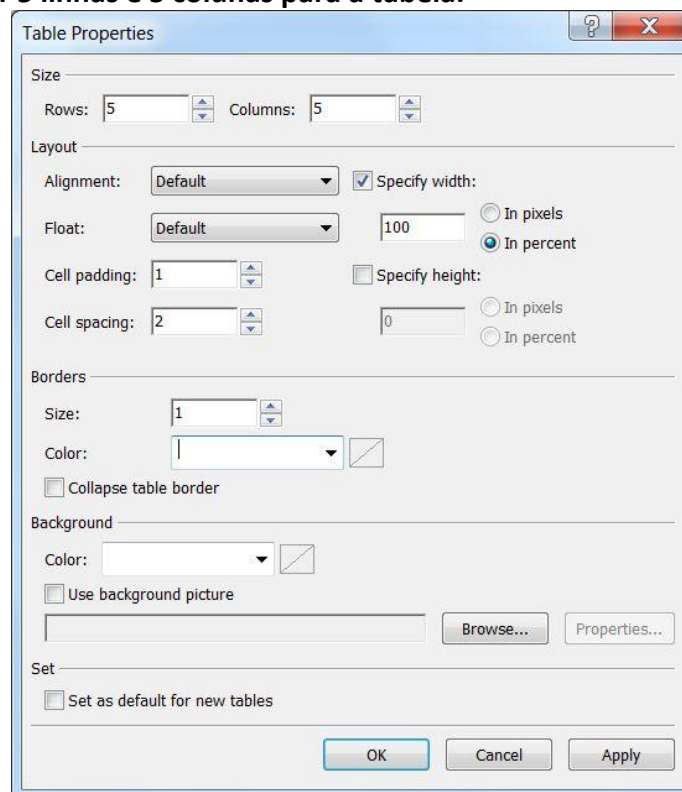 5 linhas e 5 colunas para a tabela.
Table Properties
Size
Rows: 5 Columns: 5
Layout
Alignment: Default Specify width:
Float: Default 100 In pixels
In percent
Cell padding: 1 Specify height:
Cell spacing: 2 0 In pixels
In percent
Borders
Size: 1
Color:
Collapse table border
Background
Color:
Use background picture
Browse... Properties...
Set
Set as default for new tables
OK Cancel Apply